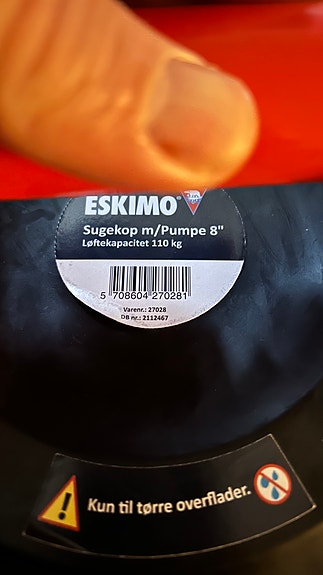 ESKIMO®
Sugekop m/Pumpe 8"
Løftekapacitet 110 kg
5 708604 270281
Varenr.: 27028
DB nr.: 2112467
Kun til tørre overflader.